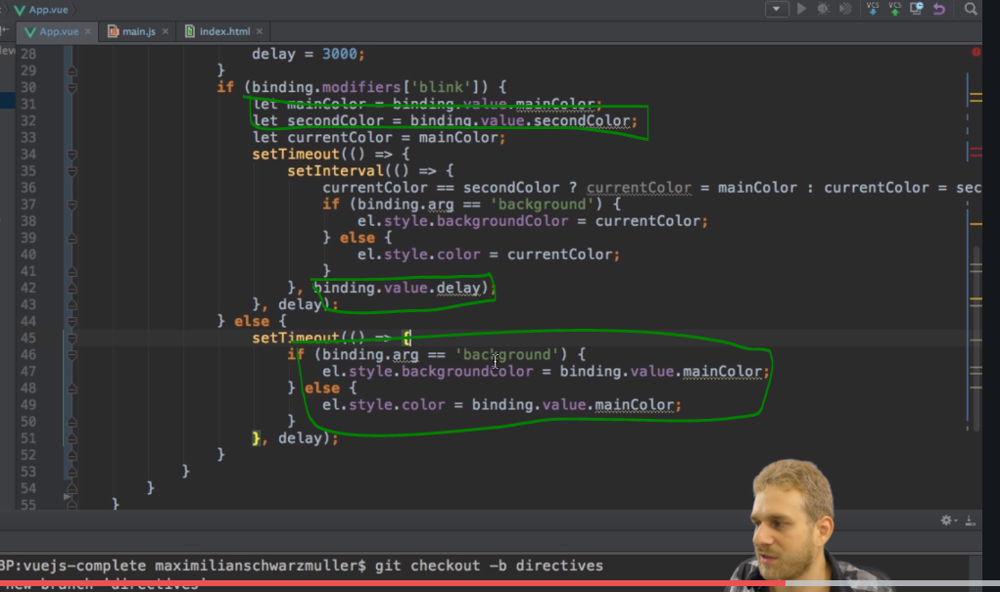 App.vue
VCS VCS
App.vue main.js index.html
28 delay = 3000;
29 }
30 if (binding.modifiers['blink']) {
31 let mainColor = binding.value.mainColor;
32 let secondColor = binding.value.secondColor;
33 let currentColor = mainColor;
34 setTimeout(() => {
35 setInterval(() => {
36 currentColor == secondColor ? currentColor = mainColor : currentColor = sec
37 if (binding.arg == 'background') {
38 el.style.backgroundColor = currentColor;
39 } else {
40 el.style.color = currentColor;
41 }
42 }, binding.value.delay);
43 }, delay);
44 } else {
45 setTimeout(() => {
46 if (binding.arg == 'background') {
47 el.style.backgroundColor = binding.value.mainColor;
48 } else {
49 el.style.color = binding.value.mainColor;
50 }
51 }, delay);
52 }
53 }
54 }
55 }
BP:vuejs-complete maximilianschwarzmuller$ git checkout -b directives
new branch 'directives'